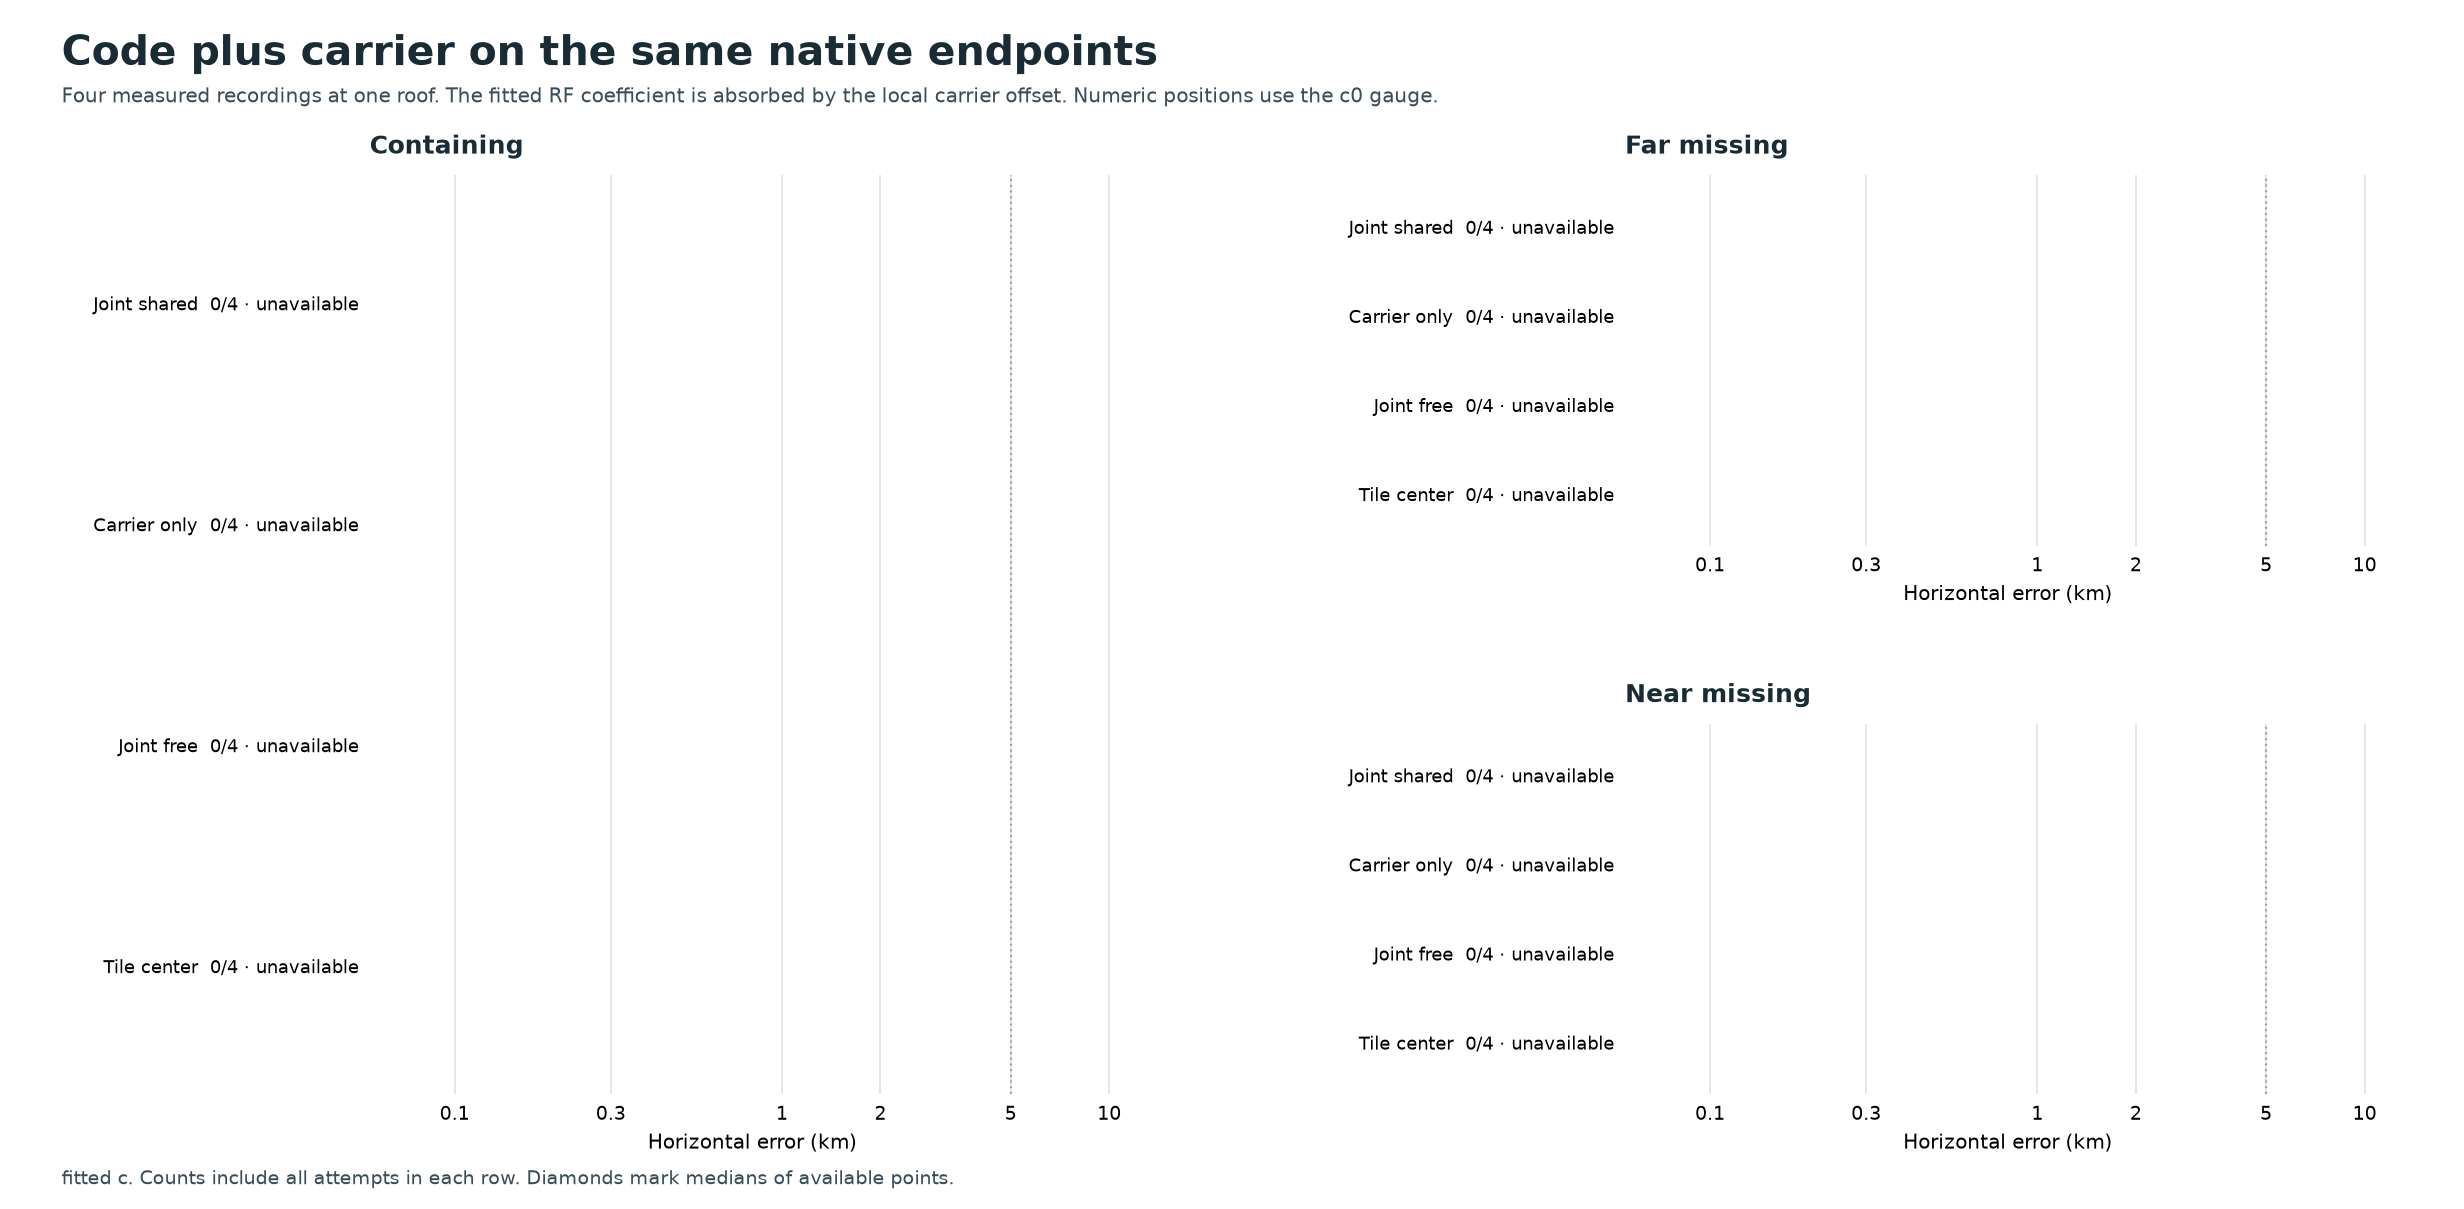 Code plus carrier on the same native endpoints
Four measured recordings at one roof. The fitted RF coefficient is absorbed by the local carrier offset. Numeric positions use the c0 gauge.
Containing
Joint shared  0/4 · unavailable
Carrier only  0/4 · unavailable
Joint free  0/4 · unavailable
Tile center  0/4 · unavailable
0.1 0.3 1 2 5 10
Horizontal error (km)
Far missing
Joint shared  0/4 · unavailable
Carrier only  0/4 · unavailable
Joint free  0/4 · unavailable
Tile center  0/4 · unavailable
0.1 0.3 1 2 5 10
Horizontal error (km)
Near missing
Joint shared  0/4 · unavailable
Carrier only  0/4 · unavailable
Joint free  0/4 · unavailable
Tile center  0/4 · unavailable
0.1 0.3 1 2 5 10
Horizontal error (km)
fitted c. Counts include all attempts in each row. Diamonds mark medians of available points.